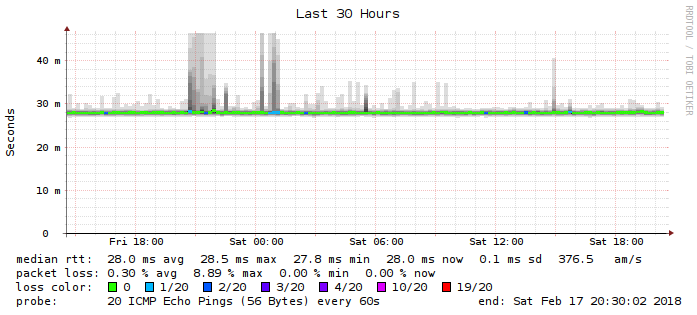 Last 30 Hours
RRDTOOL / TOBI OETIKER
Seconds
40 m
30 m
20 m
10 m
0
Fri 18:00 Sat 00:00 Sat 06:00 Sat 12:00 Sat 18:00
median rtt: 28.0 ms avg 28.5 ms max 27.8 ms min 28.0 ms now 0.1 ms sd 376.5 am/s
packet loss: 0.30 % avg 8.89 % max 0.00 % min 0.00 % now
loss color: 0 1/20 2/20 3/20 4/20 10/20 19/20
probe: 20 ICMP Echo Pings (56 Bytes) every 60s end: Sat Feb 17 20:30:02 2018